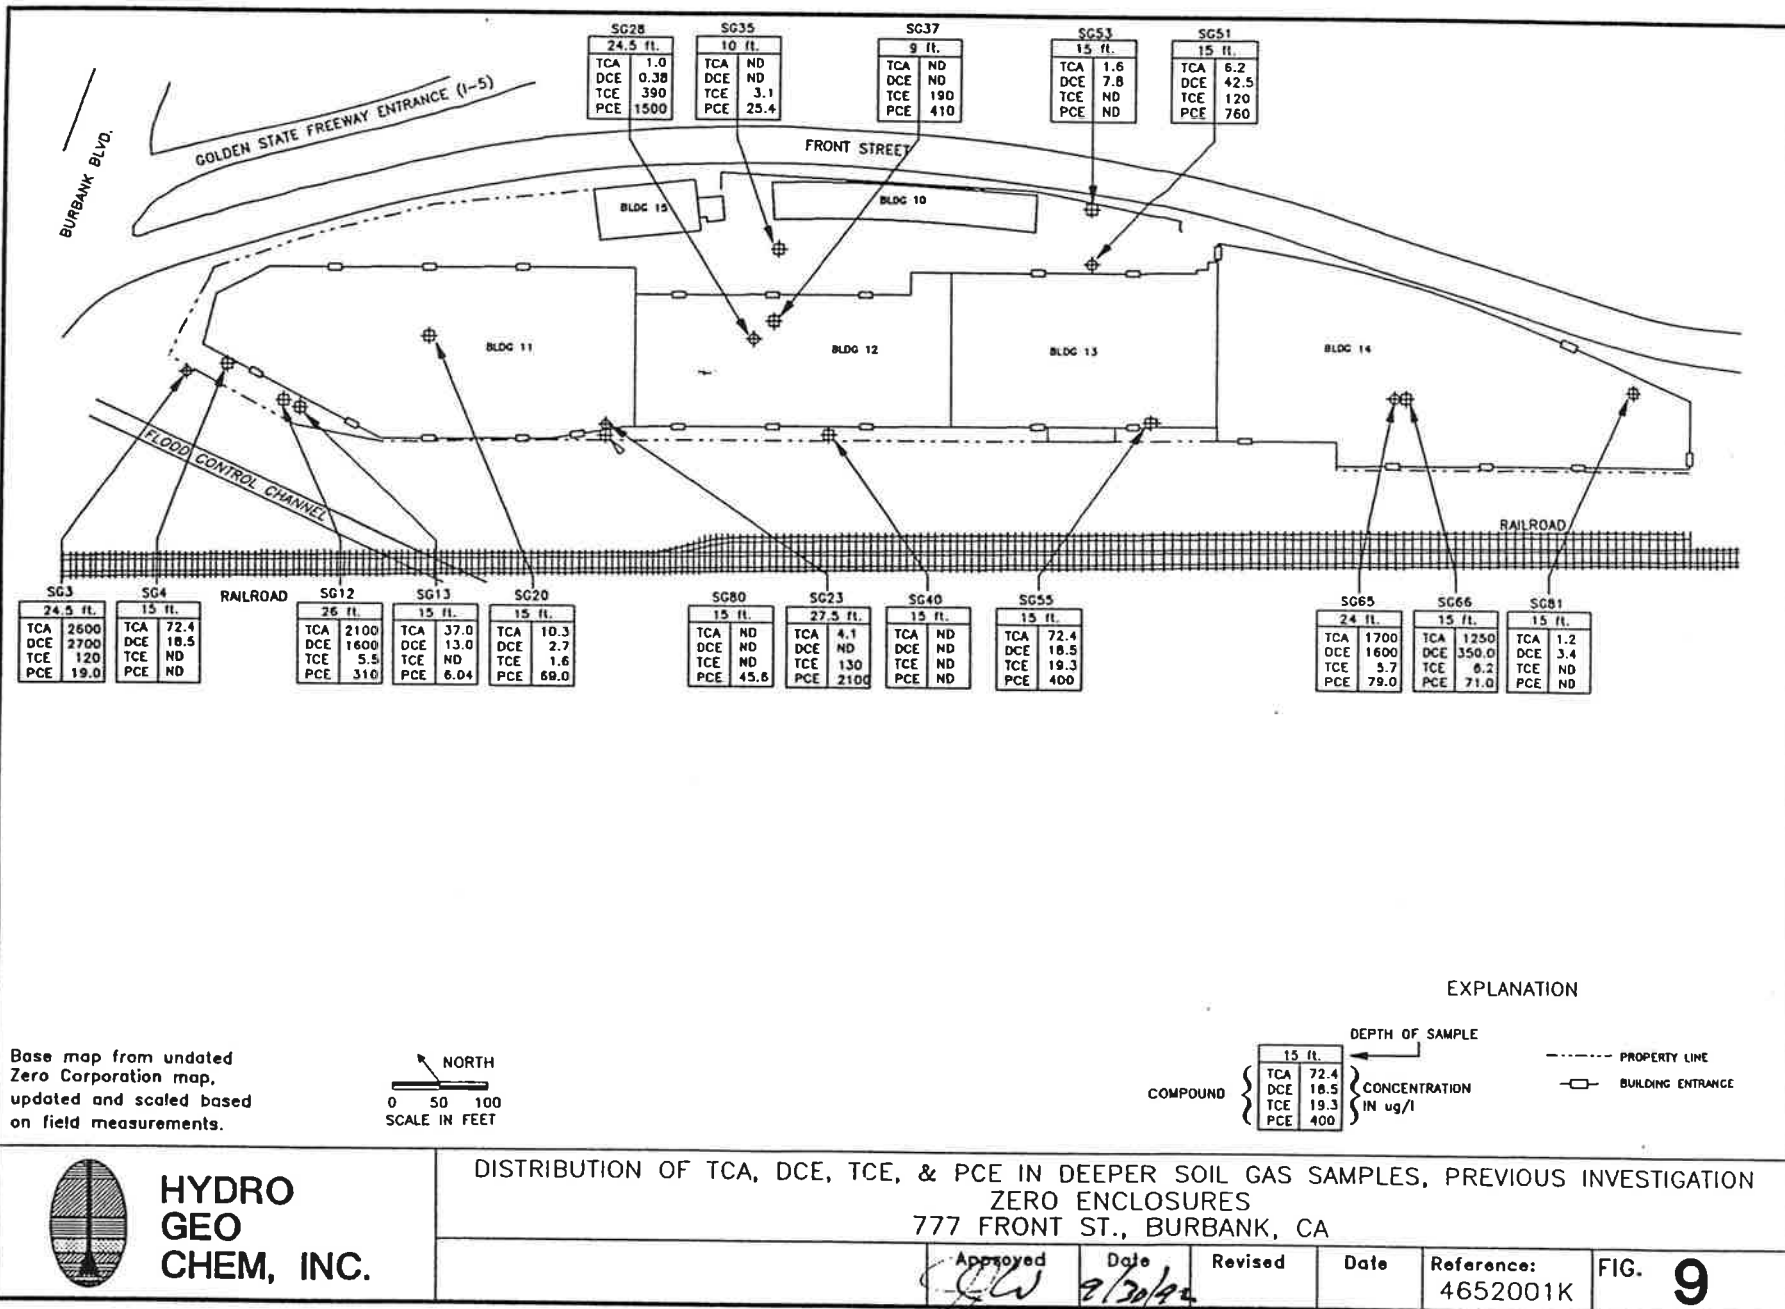 SG28
24.5 ft.
TCA 1.0
DCE 0.38
TCE 390
PCE 1500
SG35
10 ft.
TCA ND
DCE ND
TCE 3.1
PCE 25.4
SG37
9 ft.
TCA ND
DCE ND
TCE 190
PCE 410
SG53
15 ft.
TCA 1.6
DCE 7.8
TCE ND
PCE ND
SG51
15 ft.
TCA 6.2
DCE 42.5
TCE 120
PCE 760
BURBANK BLVD.
GOLDEN STATE FREEWAY ENTRANCE (I-5)
FRONT STREET
BLDG 15
BLDG 10
BLDG 11
BLDG 12
BLDG 13
BLDG 14
FLOOD CONTROL CHANNEL
RAILROAD
RAILROAD
SG3
24.5 ft.
TCA 2600
DCE 2700
TCE 120
PCE 19.0
SG4
15 ft.
TCA 72.4
DCE 18.5
TCE ND
PCE ND
SG12
26 ft.
TCA 2100
DCE 1600
TCE 5.5
PCE 310
SG13
15 ft.
TCA 37.0
DCE 13.0
TCE ND
PCE 6.04
SG20
15 ft.
TCA 10.3
DCE 2.7
TCE 1.6
PCE 69.0
SG80
15 ft.
TCA ND
DCE ND
TCE ND
PCE 45.6
SG23
27.5 ft.
TCA 4.1
DCE ND
TCE 130
PCE 2100
SG40
15 ft.
TCA ND
DCE ND
TCE ND
PCE ND
SG55
15 ft.
TCA 72.4
DCE 18.5
TCE 19.3
PCE 400
SG65
24 ft.
TCA 1700
DCE 1600
TCE 5.7
PCE 79.0
SG66
15 ft.
TCA 1250
DCE 350.0
TCE 6.2
PCE 71.0
SG81
15 ft.
TCA 1.2
DCE 3.4
TCE ND
PCE ND
EXPLANATION
DEPTH OF SAMPLE
15 ft.
TCA 72.4
DCE 18.5
TCE 19.3
PCE 400
COMPOUND
CONCENTRATION
IN ug/l
PROPERTY LINE
BUILDING ENTRANCE
Base map from undated
Zero Corporation map,
updated and scaled based
on field measurements.
NORTH
0 50 100
SCALE IN FEET
HYDRO
GEO
CHEM, INC.
DISTRIBUTION OF TCA, DCE, TCE, & PCE IN DEEPER SOIL GAS SAMPLES, PREVIOUS INVESTIGATION
ZERO ENCLOSURES
777 FRONT ST., BURBANK, CA
Approved
Date
9/30/92
Revised
Date
Reference:
4652001K
FIG. 9